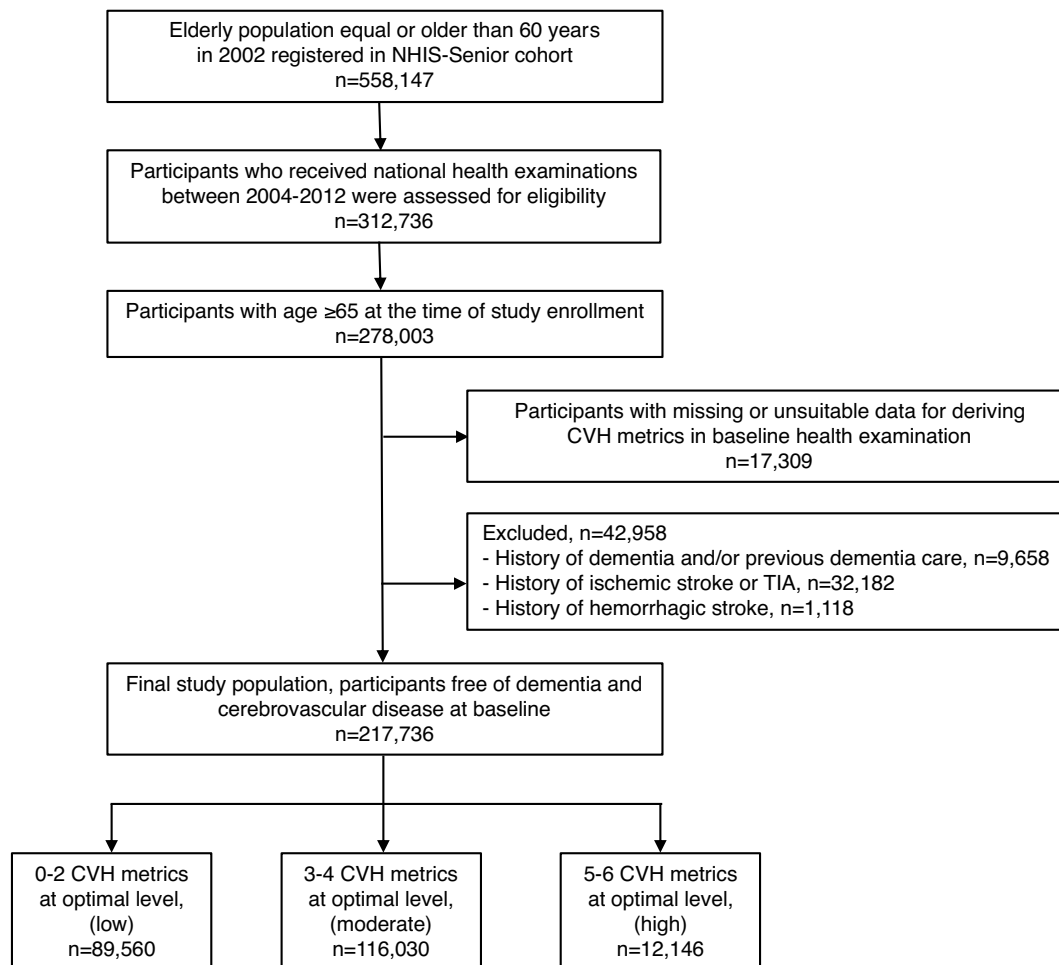 Elderly population equal or older than 60 years
in 2002 registered in NHIS-Senior cohort
n=558,147
Participants who received national health examinations
between 2004-2012 were assessed for eligibility
n=312,736
Participants with age ≥65 at the time of study enrollment
n=278,003
Participants with missing or unsuitable data for deriving
CVH metrics in baseline health examination
n=17,309
Excluded, n=42,958
- History of dementia and/or previous dementia care, n=9,658
- History of ischemic stroke or TIA, n=32,182
- History of hemorrhagic stroke, n=1,118
Final study population, participants free of dementia and
cerebrovascular disease at baseline
n=217,736
0-2 CVH metrics
at optimal level,
(low)
n=89,560
3-4 CVH metrics
at optimal level,
(moderate)
n=116,030
5-6 CVH metrics
at optimal level,
(high)
n=12,146